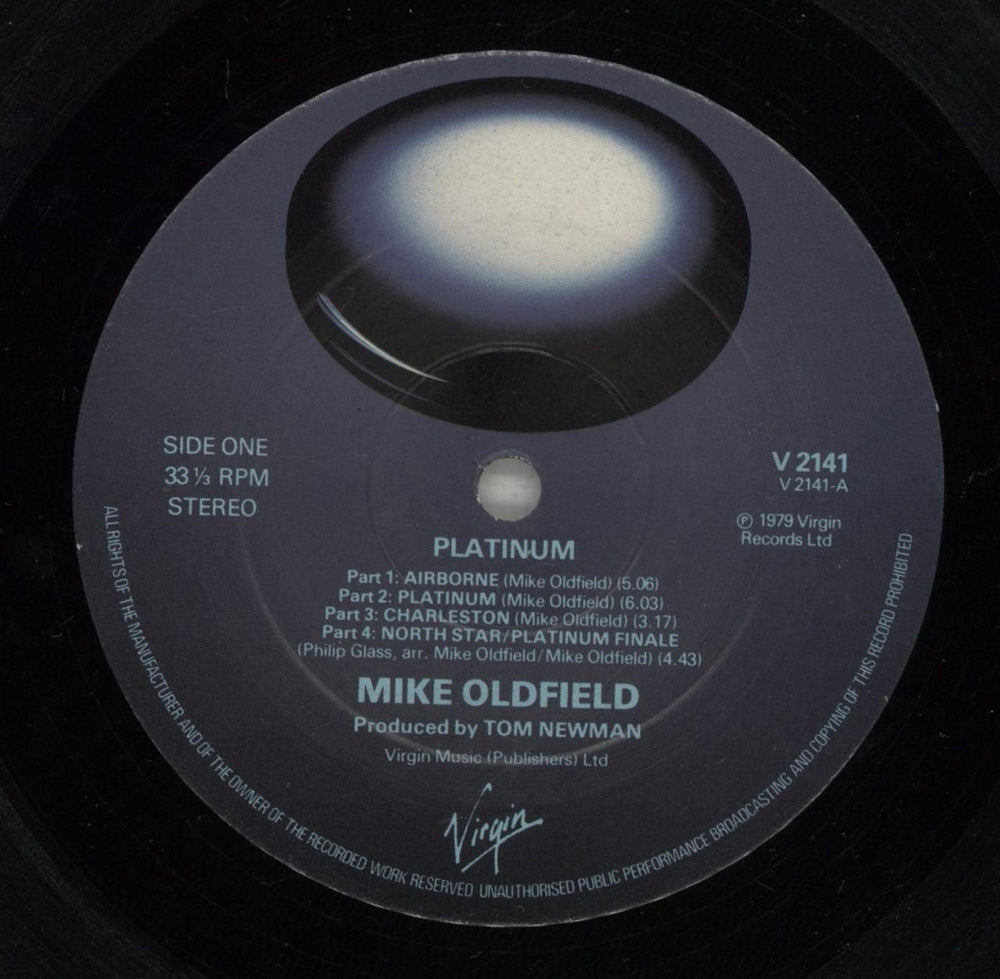 SIDE ONE
33⅓ RPM
STEREO
V 2141
V 2141-A
Ⓟ 1979 Virgin
Records Ltd
PLATINUM
Part 1: AIRBORNE (Mike Oldfield) (5.06)
Part 2: PLATINUM (Mike Oldfield) (6.03)
Part 3: CHARLESTON (Mike Oldfield) (3.17)
Part 4: NORTH STAR/PLATINUM FINALE
(Philip Glass, arr. Mike Oldfield/Mike Oldfield) (4.43)
MIKE OLDFIELD
Produced by TOM NEWMAN
Virgin Music (Publishers) Ltd
Virgin
ALL RIGHTS OF THE MANUFACTURER AND OF THE OWNER OF THE RECORDED WORK RESERVED UNAUTHORISED PUBLIC PERFORMANCE BROADCASTING AND COPYING OF THIS RECORD PROHIBITED